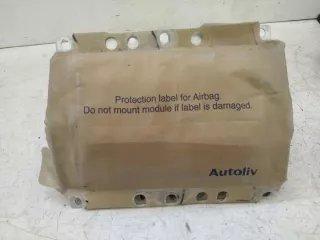 Protection label for Airbag.
Do not mount module if label is damaged.
Autoliv